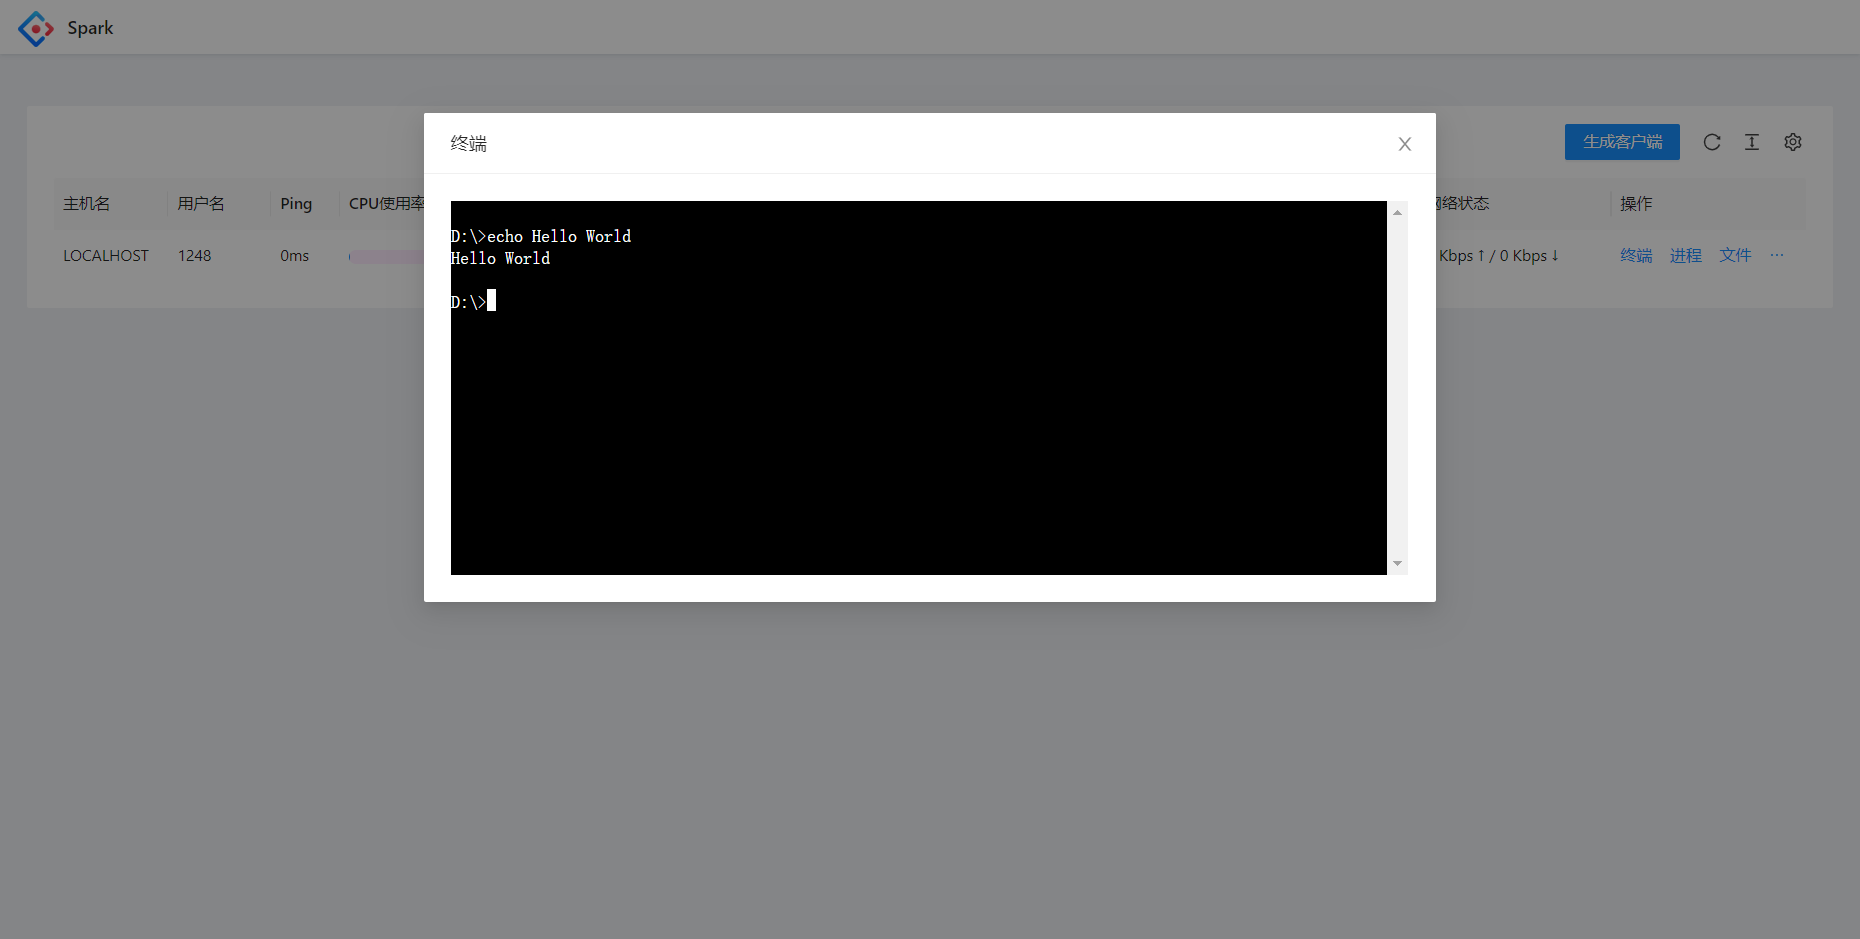 Spark
终端
生成客户端
主机名 用户名 Ping CPU使用率 网络状态 操作
LOCALHOST 1248 0ms Kbps↑ / 0 Kbps↓ 终端 进程 文件 ···
D:\>echo Hello World
Hello World
D:\>